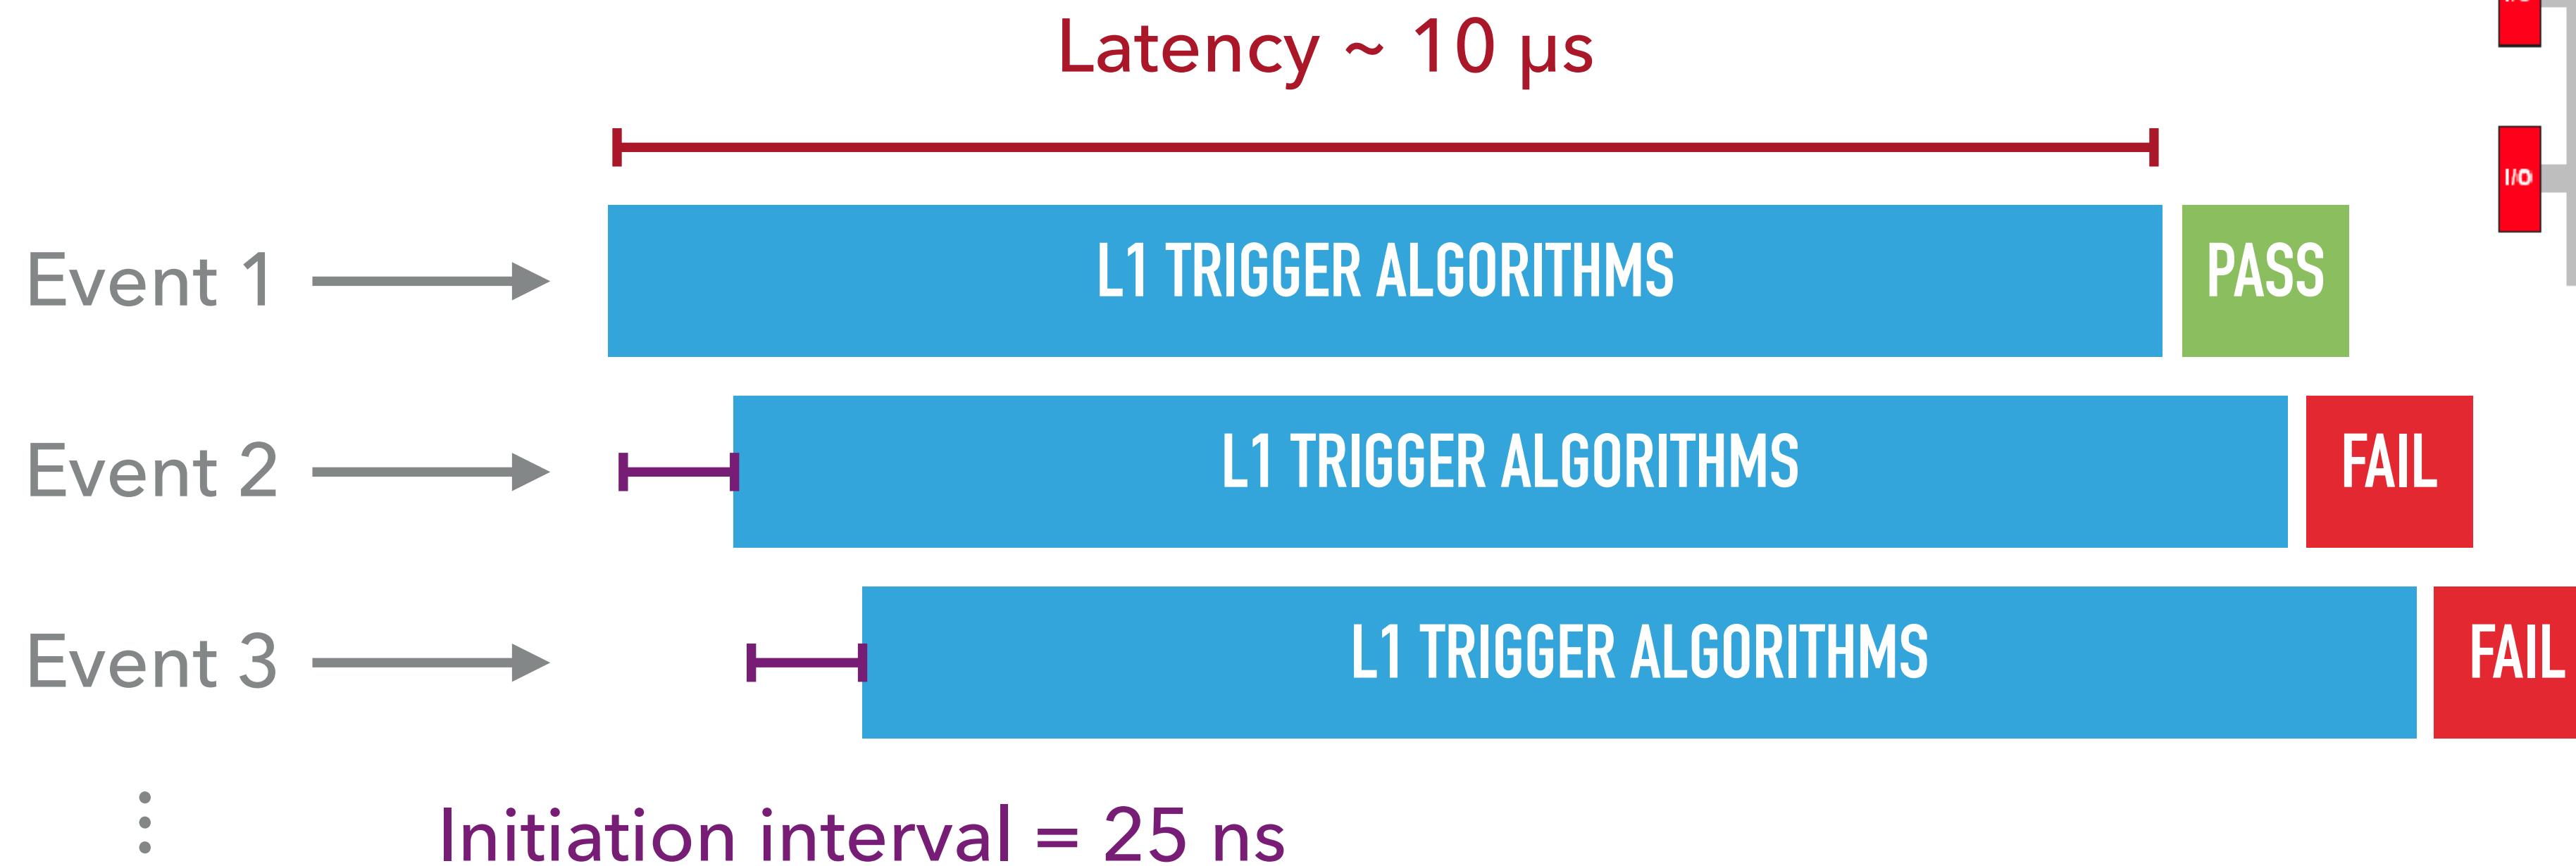 Latency ~ 10 µs
I/O
Event 1
L1 TRIGGER ALGORITHMS
PASS
Event 2
L1 TRIGGER ALGORITHMS
FAIL
Event 3
L1 TRIGGER ALGORITHMS
FAIL
Initiation interval = 25 ns